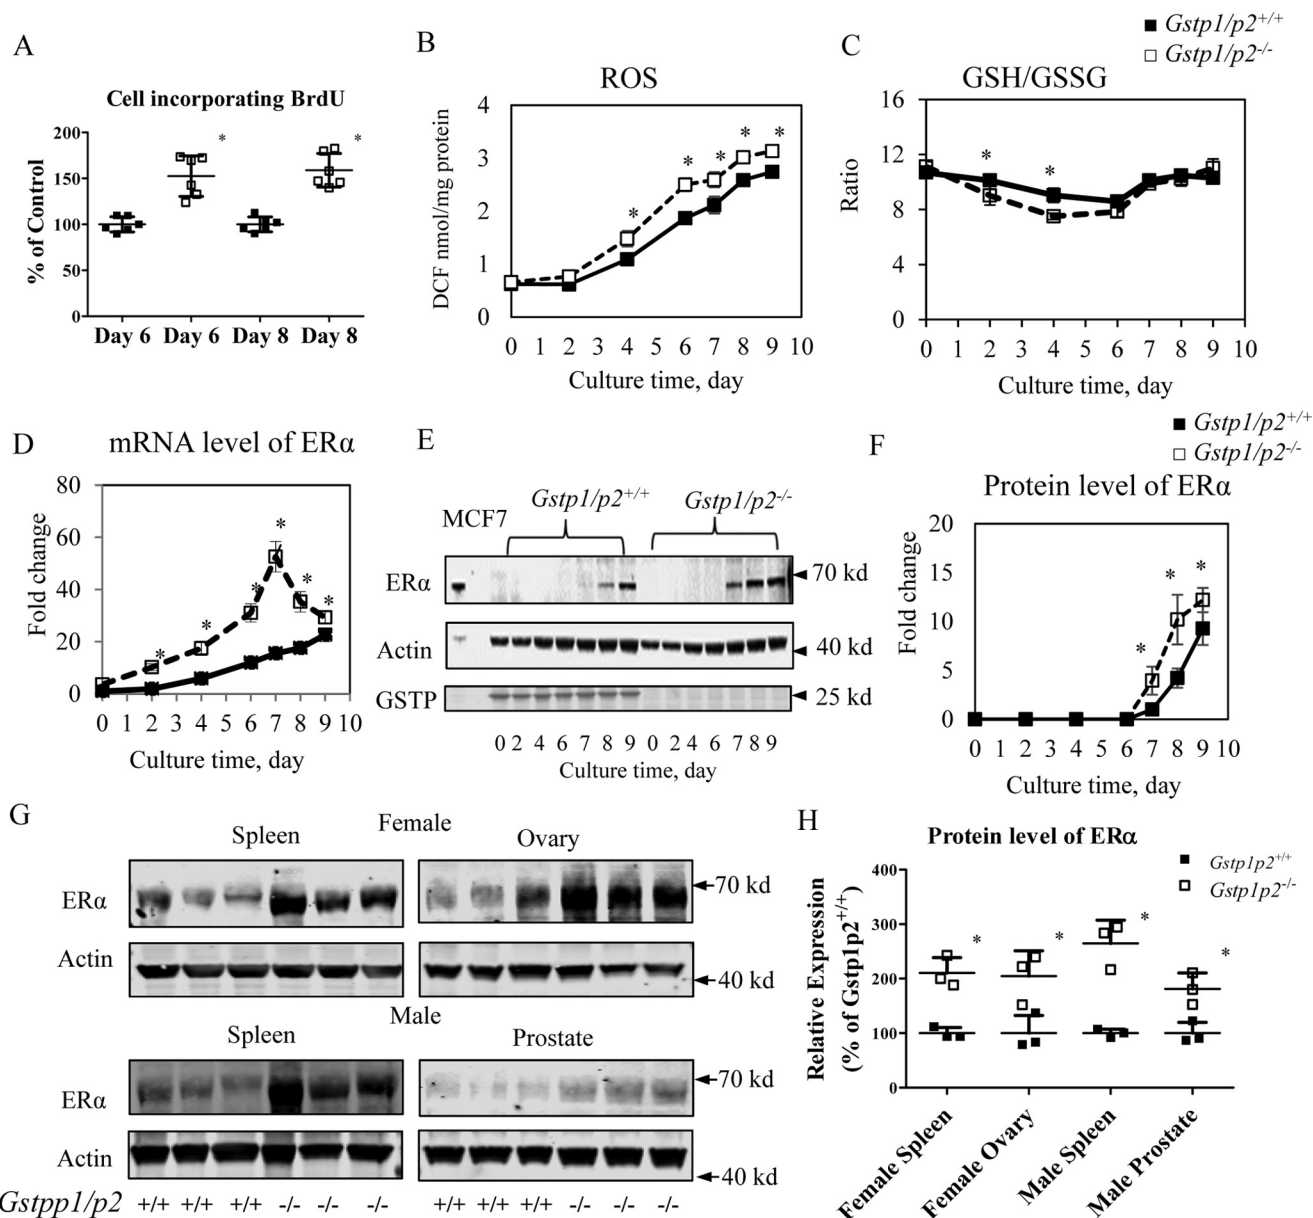 A
Cell incorporating BrdU
% of Control
200
150
100
50
0
*
*
Day 6 Day 6 Day 8 Day 8
B
ROS
DCF nmol/mg protein
4
3
2
1
0
* * * * *
0 1 2 3 4 5 6 7 8 9 10
Culture time, day
C
Gstp1/p2+/+
Gstp1/p2-/-
GSH/GSSG
Ratio
16
12
8
4
0
* *
0 1 2 3 4 5 6 7 8 9 10
Culture time, day
D
mRNA level of ERα
Fold change
80
60
40
20
0
* * * * * *
0 1 2 3 4 5 6 7 8 9 10
Culture time, day
E
MCF7
Gstp1/p2+/+
Gstp1/p2-/-
ERα
70 kd
Actin
40 kd
GSTP
25 kd
0 2 4 6 7 8 9 0 2 4 6 7 8 9
Culture time, day
F
Gstp1/p2+/+
Gstp1/p2-/-
Protein level of ERα
Fold change
20
15
10
5
0
* * *
0 1 2 3 4 5 6 7 8 9 10
Culture time, day
G
Female
Spleen
Ovary
ERα
70 kd
Actin
40 kd
Male
Spleen
Prostate
ERα
70 kd
Actin
40 kd
Gstpp1/p2 +/+ +/+ +/+ -/- -/- -/- +/+ +/+ +/+ -/- -/- -/-
H
Protein level of ERα
Gstp1p2+/+
Gstp1p2-/-
Relative Expression
(% of Gstp1p2+/+)
400
300
200
100
0
* * * *
Female Spleen
Female Ovary
Male Spleen
Male Prostate